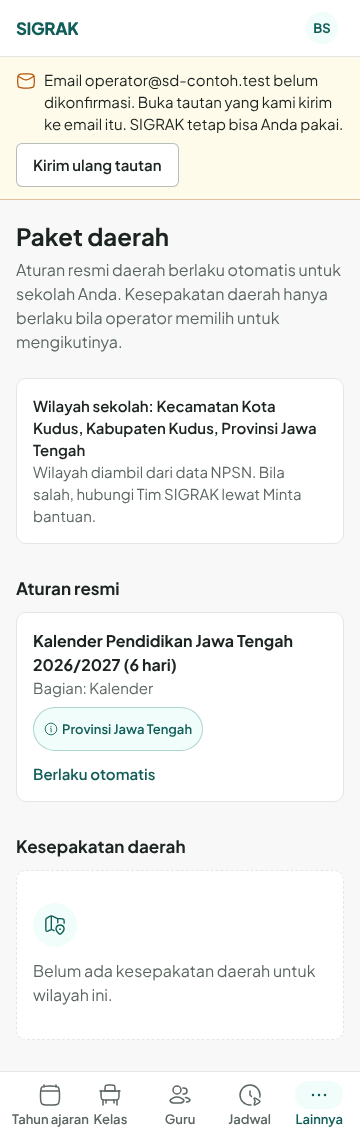 SIGRAK
BS
Email operator@sd-contoh.test belum
dikonfirmasi. Buka tautan yang kami kirim
ke email itu. SIGRAK tetap bisa Anda pakai.
Kirim ulang tautan
Paket daerah
Aturan resmi daerah berlaku otomatis untuk
sekolah Anda. Kesepakatan daerah hanya
berlaku bila operator memilih untuk
mengikutinya.
Wilayah sekolah: Kecamatan Kota
Kudus, Kabupaten Kudus, Provinsi Jawa
Tengah
Wilayah diambil dari data NPSN. Bila
salah, hubungi Tim SIGRAK lewat Minta
bantuan.
Aturan resmi
Kalender Pendidikan Jawa Tengah
2026/2027 (6 hari)
Bagian: Kalender
Provinsi Jawa Tengah
Berlaku otomatis
Kesepakatan daerah
Belum ada kesepakatan daerah untuk
wilayah ini.
Tahun ajaran
Kelas
Guru
Jadwal
Lainnya